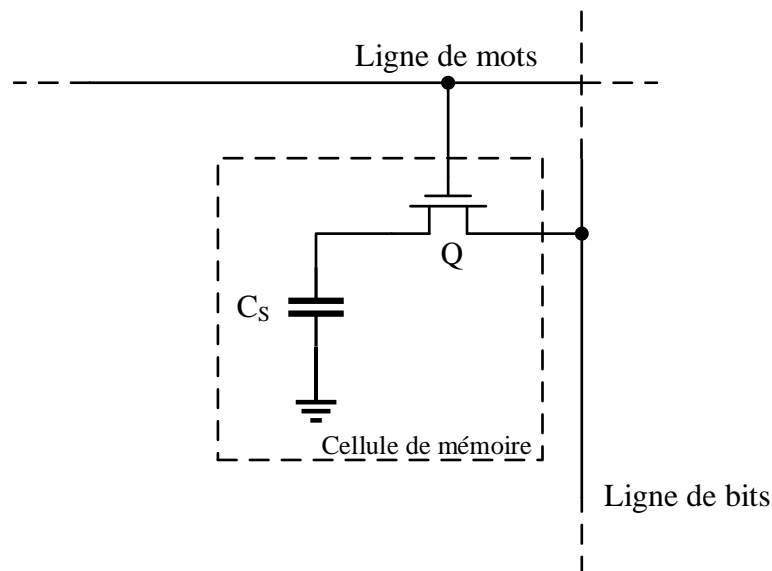 Ligne de mots
Q
C_S
Cellule de mémoire
Ligne de bits